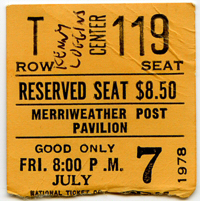 T CENTER 119
ROW KENNY LOGGINS SEAT
RESERVED SEAT $8.50
MERRIWEATHER POST
PAVILION
GOOD ONLY
FRI. 8:00 P.M. 7 1978
JULY
NATIONAL TICKET